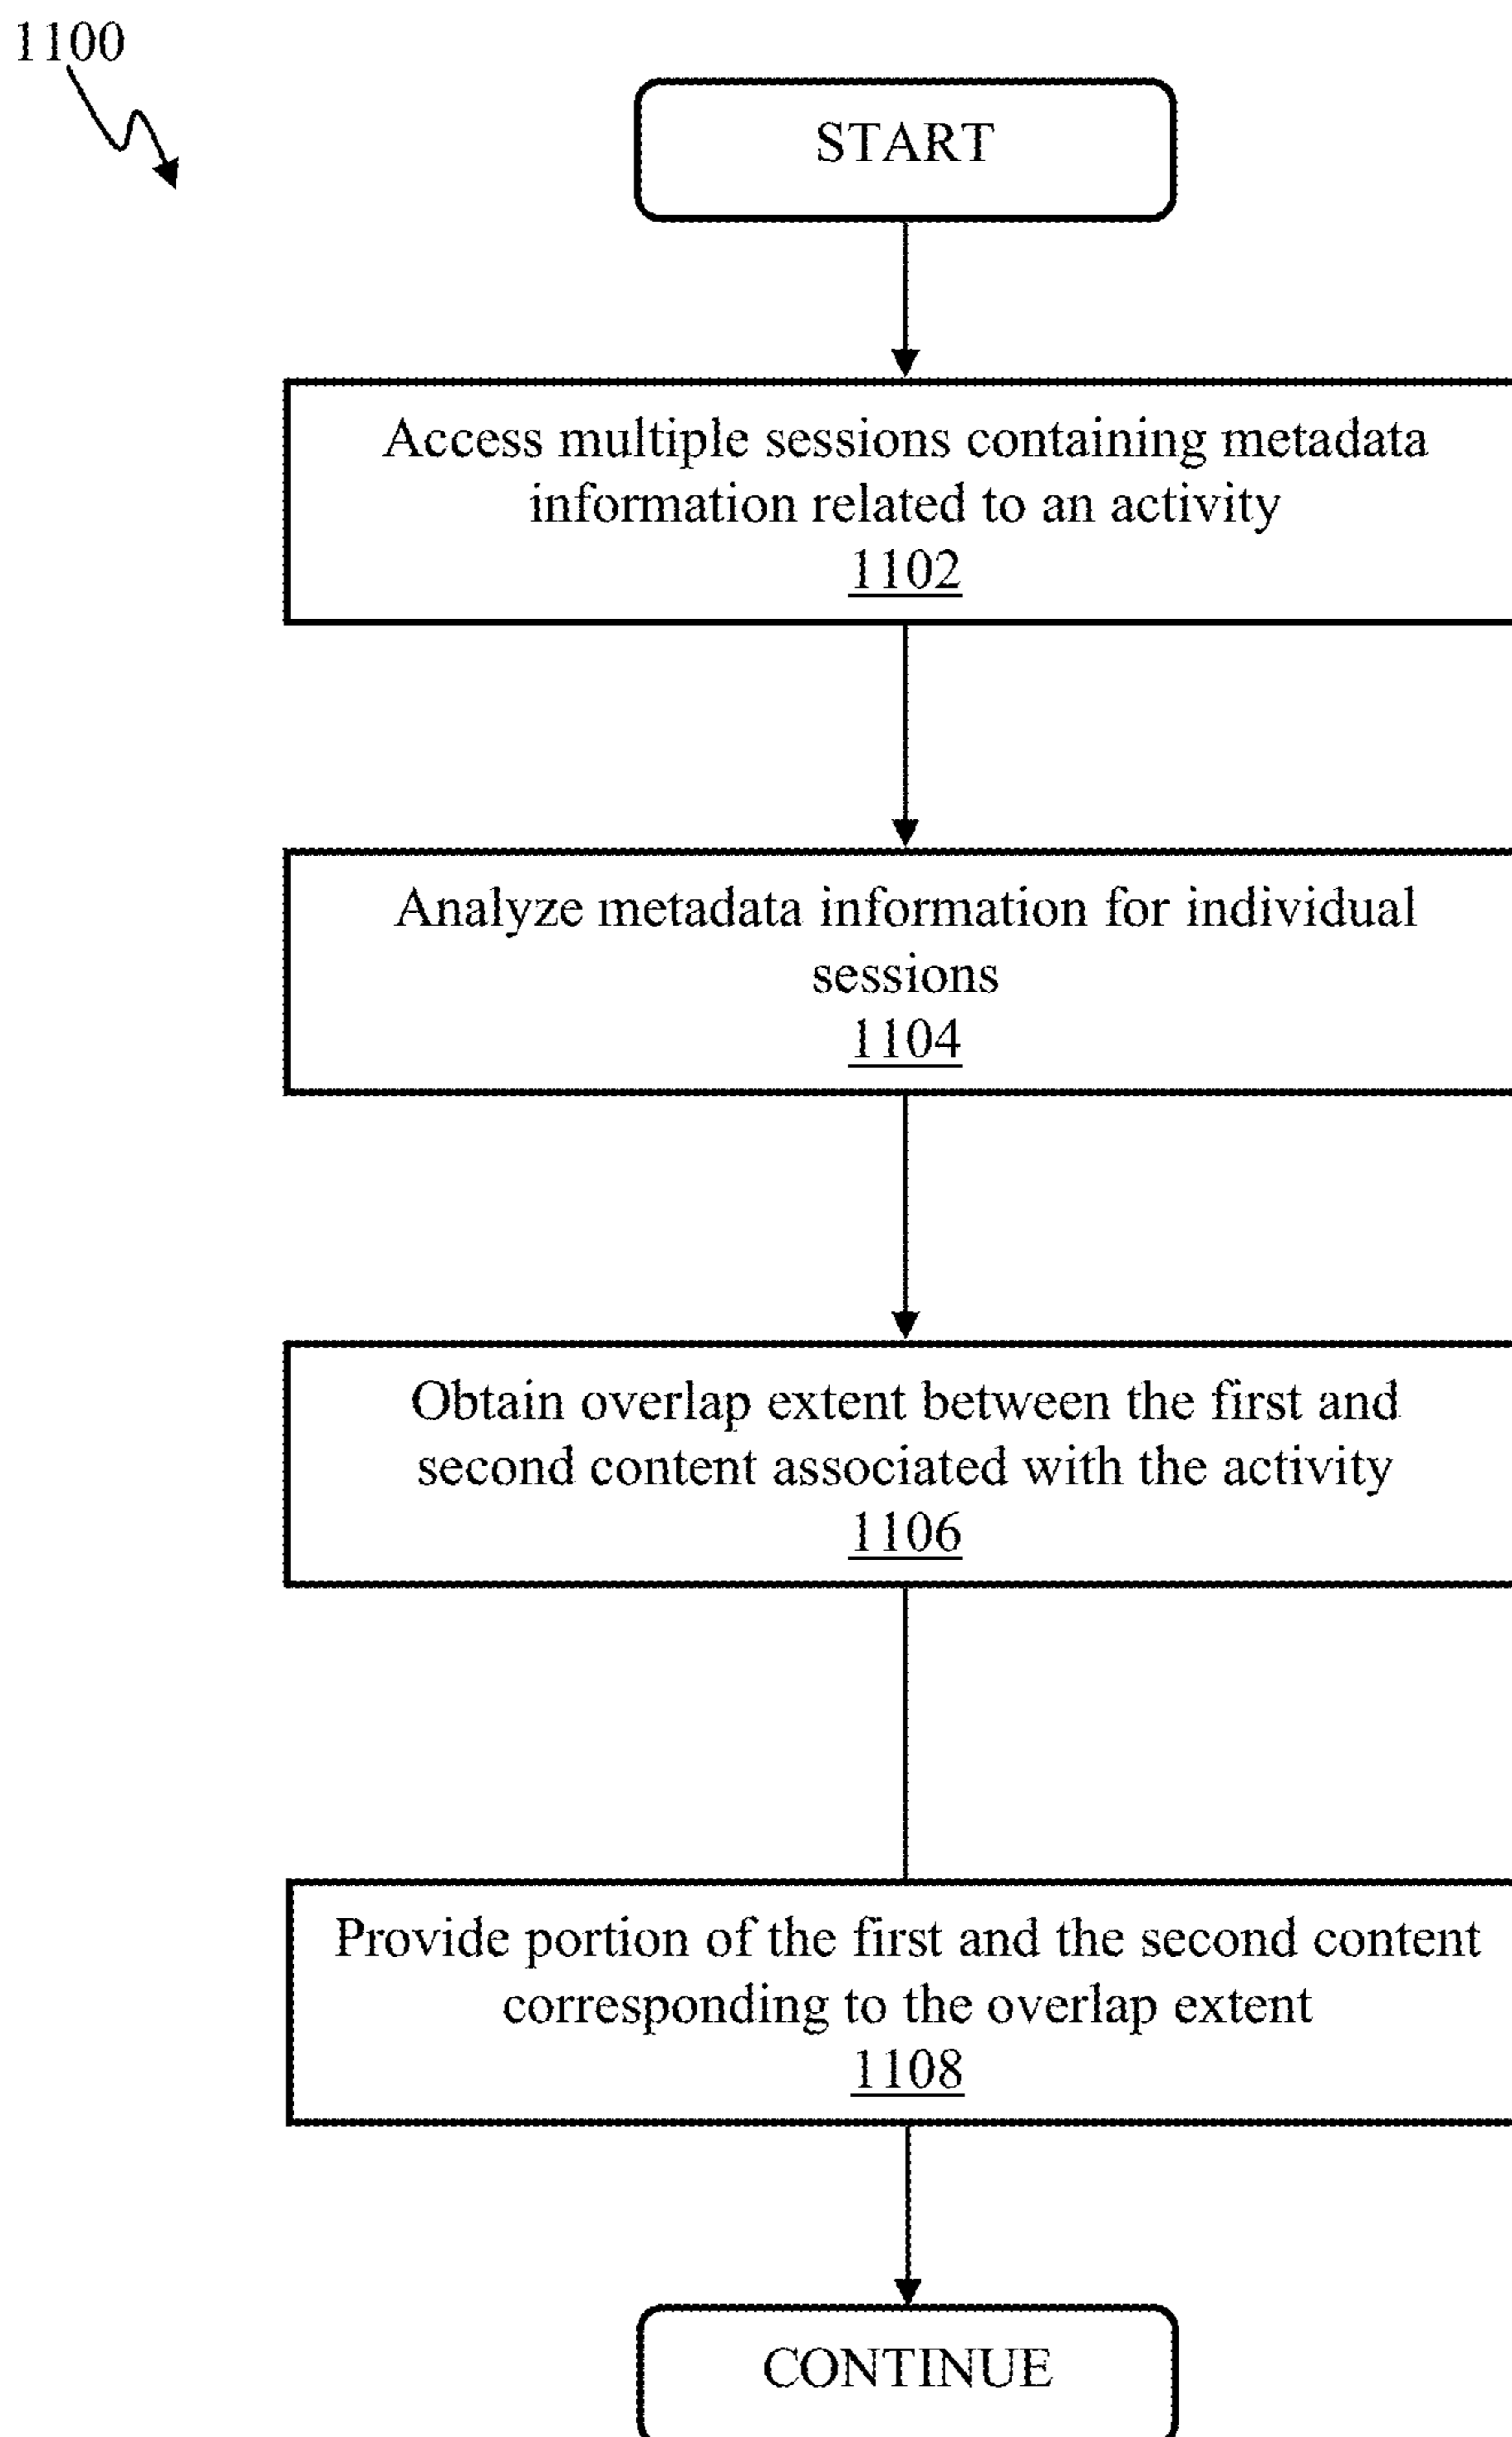 1100
START
Access multiple sessions containing metadata
information related to an activity
1102
Analyze metadata information for individual
sessions
1104
Obtain overlap extent between the first and
second content associated with the activity
1106
Provide portion of the first and the second content
corresponding to the overlap extent
1108
CONTINUE